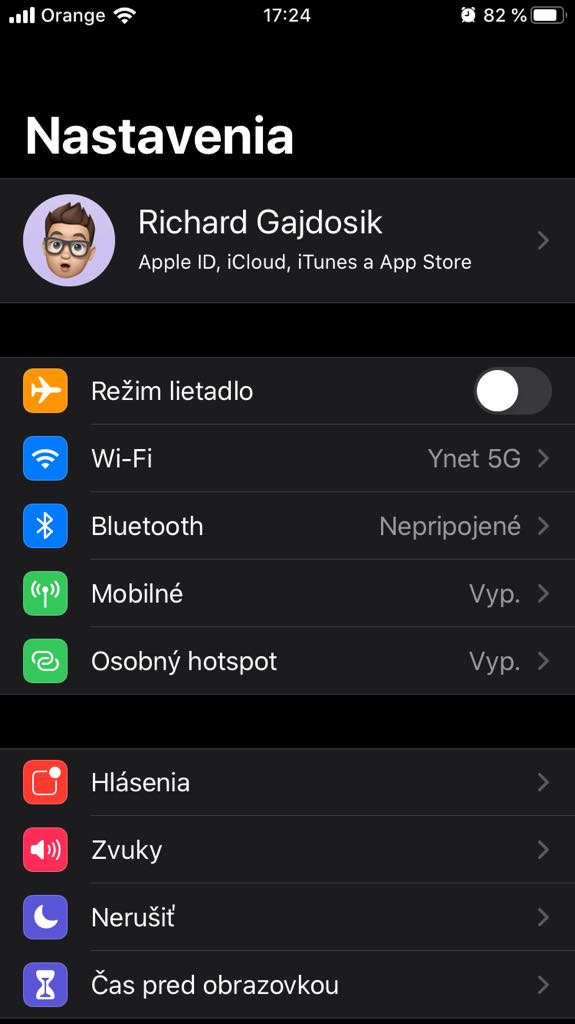 Orange 17:24 82 %
Nastavenia
Richard Gajdosik
Apple ID, iCloud, iTunes a App Store
Režim lietadlo
Wi-Fi Ynet 5G
Bluetooth Nepripojené
Mobilné Vyp.
Osobný hotspot Vyp.
Hlásenia
Zvuky
Nerušiť
Čas pred obrazovkou